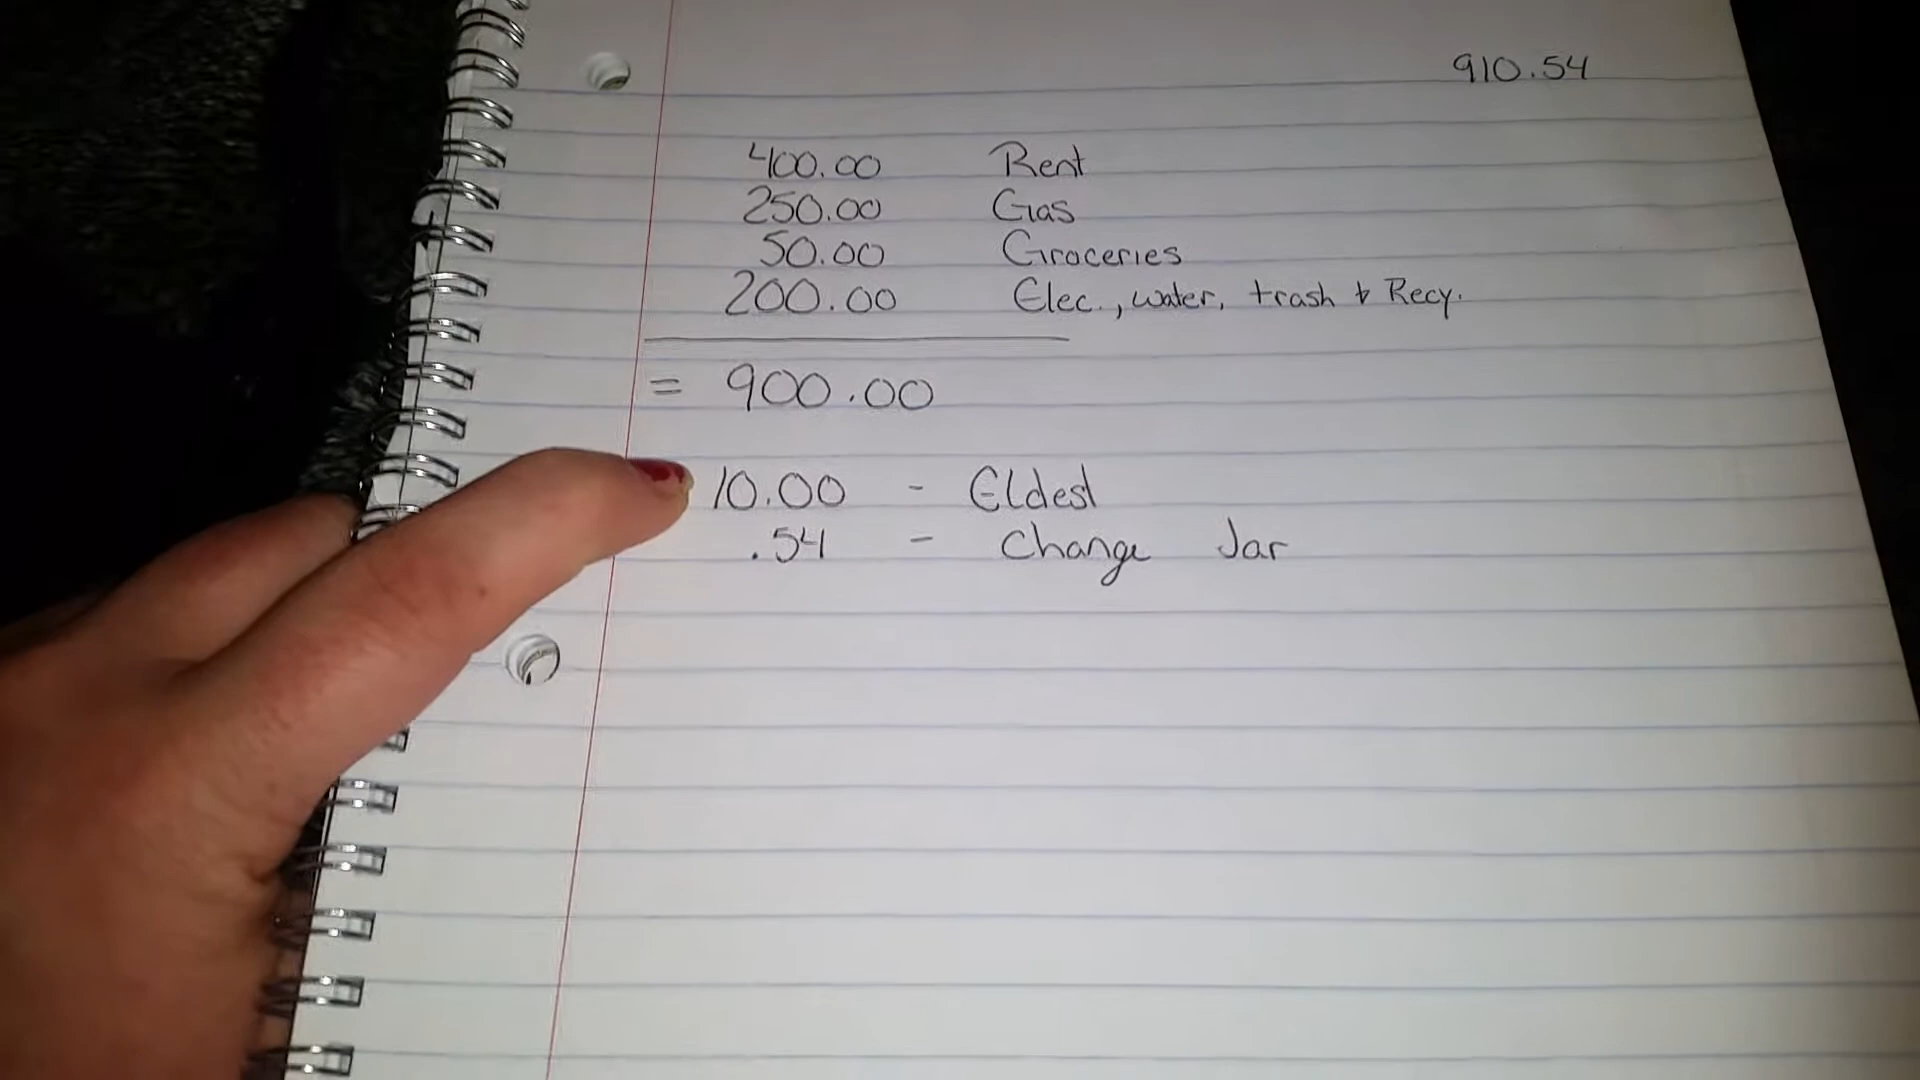 910.54
400.00 Rent
250.00 Gas
50.00 Groceries
200.00 Elec., water, trash & Recy.
= 900.00
10.00 - Eldest
.54 - Change Jar